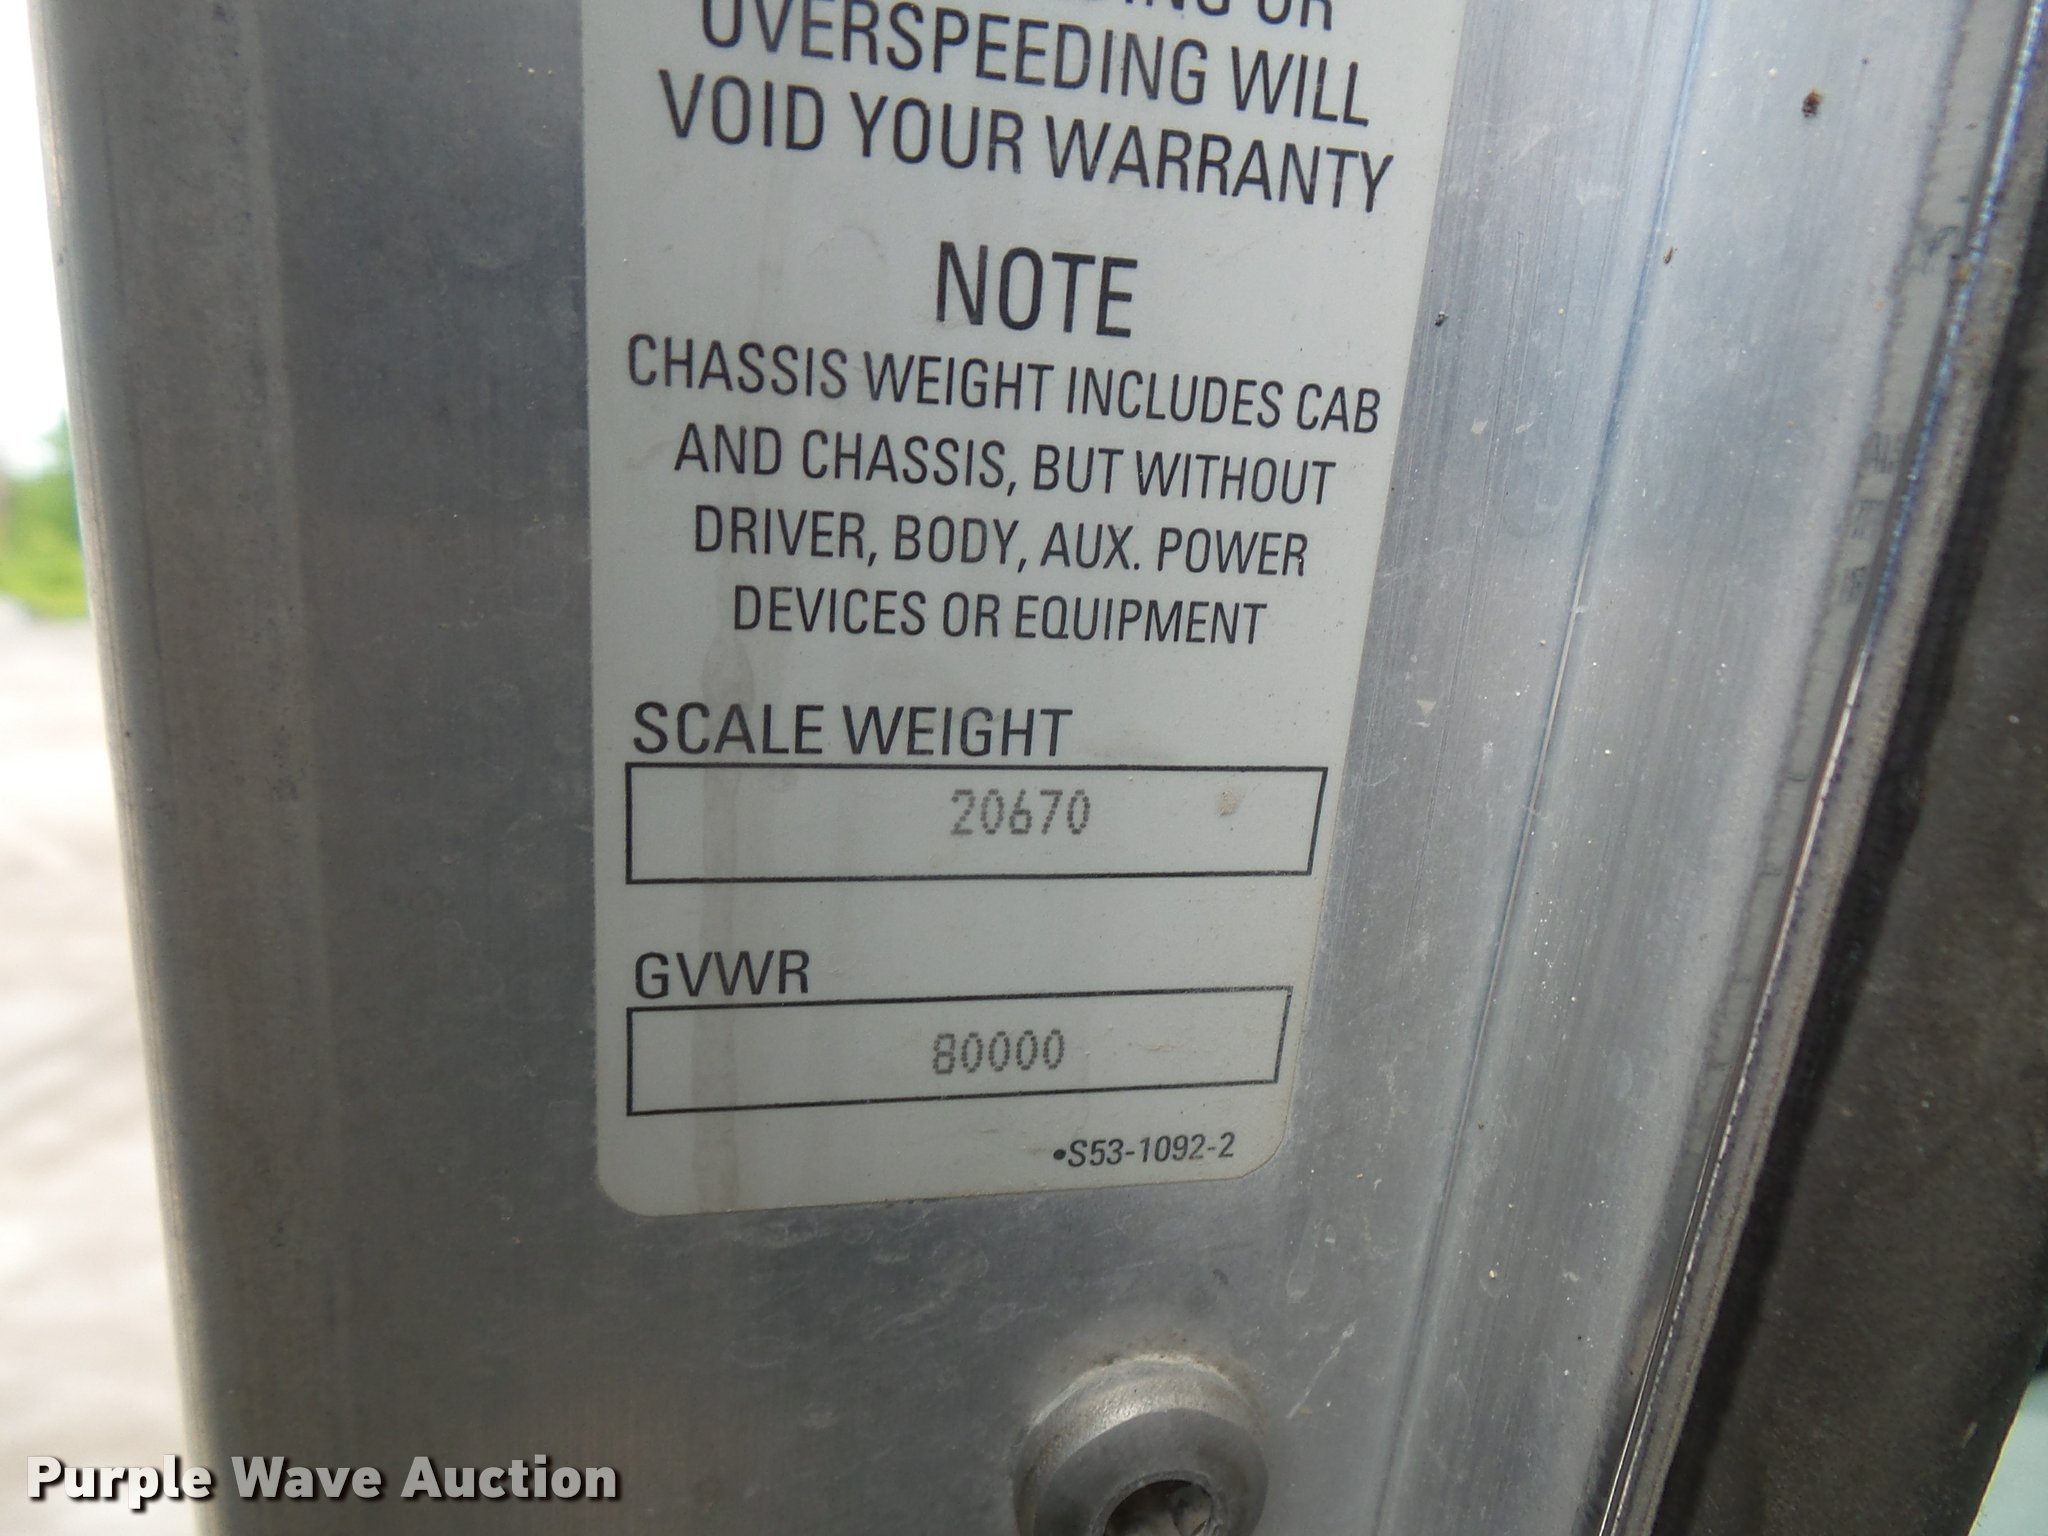 OR
OVERSPEEDING WILL
VOID YOUR WARRANTY
NOTE
CHASSIS WEIGHT INCLUDES CAB
AND CHASSIS, BUT WITHOUT
DRIVER, BODY, AUX. POWER
DEVICES OR EQUIPMENT
SCALE WEIGHT
20670
GVWR
80000
•S53-1092-2
Purple Wave Auction